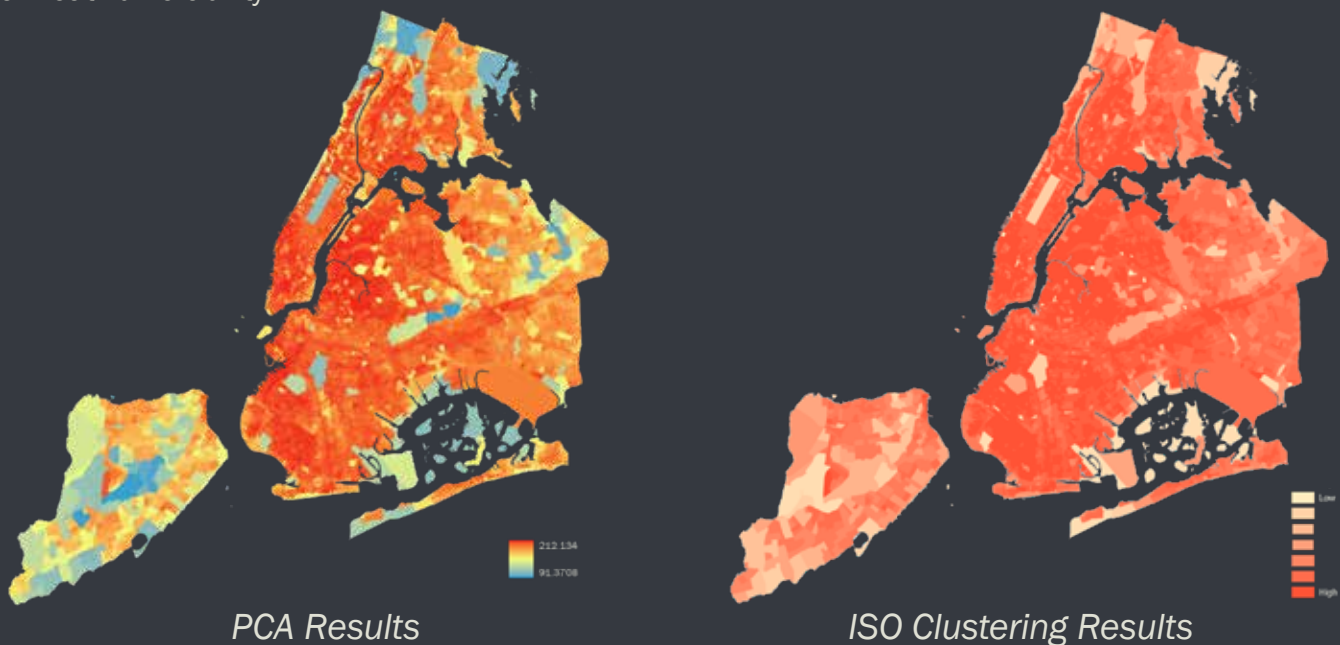 212.134
91.3708
Low
High
PCA Results
ISO Clustering Results